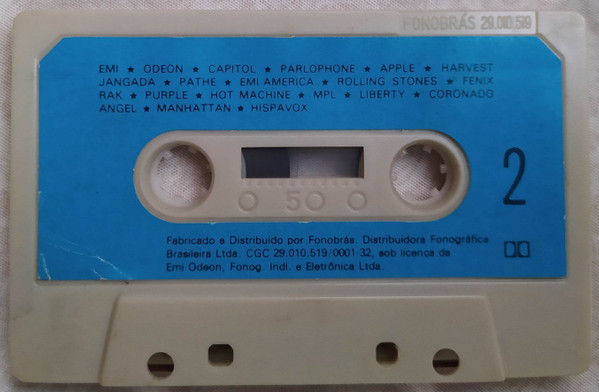 FONOBRÁS 29.010.519
EMI ★ ODEON ★ CAPITOL ★ PARLOPHONE ★ APPLE ★ HARVEST
JANGADA ★ PATHE ★ EMI-AMERICA ★ ROLLING STONES ★ FENIX
RAK ★ PURPLE ★ HOT MACHINE ★ MPL ★ LIBERTY ★ CORONADO
ANGEL ★ MANHATTAN ★ HISPAVOX
2
50
Fabricado e Distribuido por Fonobrás. Distribuidora Fonográfica
Brasileira Ltda. CGC 29.010.519/0001-32, sob licença da
Emi-Odeon, Fonog. Indl. e Eletrônica Ltda.